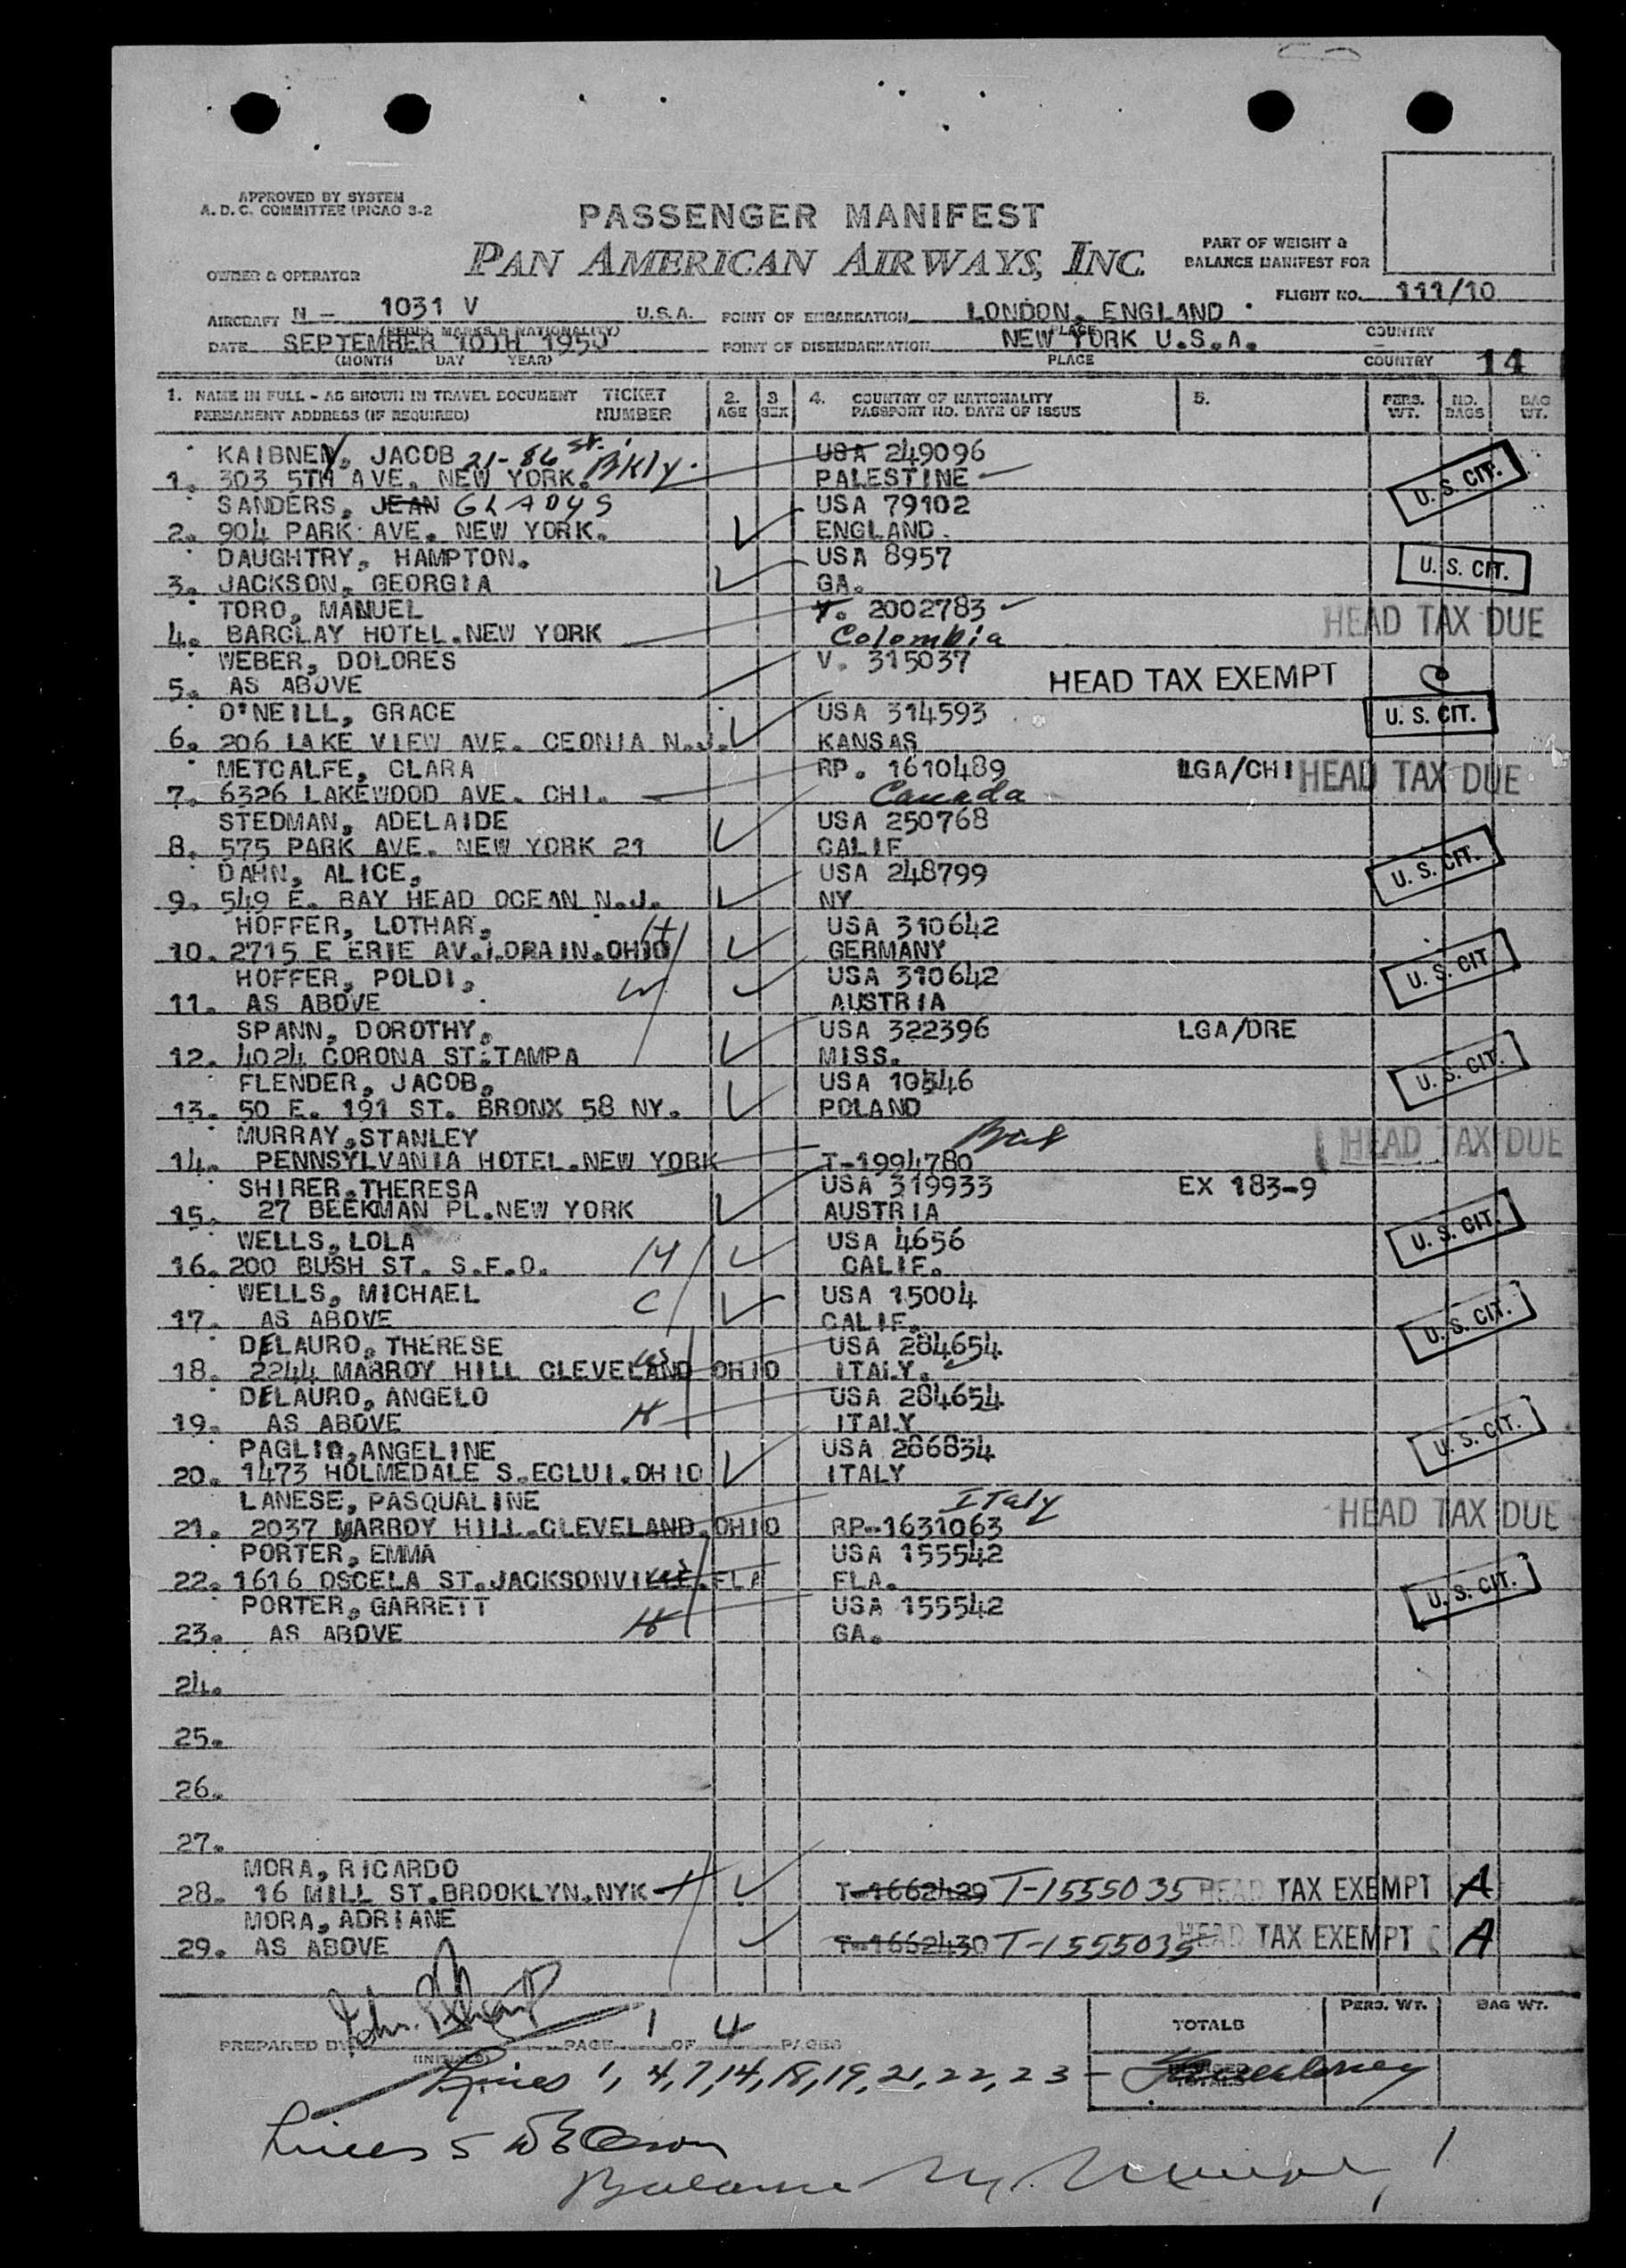 APPROVED BY SYSTEM
A. D. C. COMMITTEE (PICAO 3-2
PASSENGER MANIFEST
PAN AMERICAN AIRWAYS, INC.
PART OF WEIGHT &
BALANCE MANIFEST FOR
OWNER & OPERATOR
FLIGHT NO. 111/10
AIRCRAFT N - 1031 V U.S.A. POINT OF EMBARKATION LONDON, ENGLAND
(REGIS. MARKS & NATIONALITY) PLACE COUNTRY
DATE SEPTEMBER 10TH 1950 POINT OF DISEMBARKATION NEW YORK U.S.A.
(MONTH DAY YEAR) PLACE COUNTRY 14
1. NAME IN FULL - AS SHOWN IN TRAVEL DOCUMENT TICKET 2. 3 4. COUNTRY OF NATIONALITY 5. PERS. NO. BAG
PERMANENT ADDRESS (IF REQUIRED) NUMBER AGE SEX PASSPORT NO. DATE OF ISSUE WT. BAGS WT.
KAIBNEY, JACOB 21-86 St. Bkly. USA 249096
1. 303 5TH AVE. NEW YORK. PALESTINE U. S. CIT.
SANDERS, JEAN GLADYS USA 79102
2. 904 PARK AVE. NEW YORK. ENGLAND.
DAUGHTRY, HAMPTON. USA 8957 U. S. CIT.
3. JACKSON, GEORGIA GA.
TORO, MANUEL T. 2002783 HEAD TAX DUE
4. BARCLAY HOTEL.NEW YORK Colombia
WEBER, DOLORES V. 315037 HEAD TAX EXEMPT
5. AS ABOVE
O'NEILL, GRACE USA 314593 U. S. CIT.
6. 206 LAKE VIEW AVE. CEONIA N.J. KANSAS
METCALFE, CLARA RP. 1610489 LGA/CHI HEAD TAX DUE
7. 6326 LAKEWOOD AVE. CHI. Canada
STEDMAN, ADELAIDE USA 250768
8. 575 PARK AVE. NEW YORK 21 CALIF U. S. CIT.
DAHN, ALICE, USA 248799
9. 549 E. BAY HEAD OCEAN N.J. NY
HOFFER, LOTHAR, H USA 310642
10. 2715 E ERIE AV.LORAIN.OHIO GERMANY U. S. CIT
HOFFER, POLDI, W USA 310642
11. AS ABOVE AUSTRIA
SPANN, DOROTHY, USA 322396 LGA/DRE
12. 4024 CORONA ST.TAMPA MISS. U. S. CIT.
FLENDER, JACOB, USA 10546
13. 50 E. 191 ST. BRONX 58 NY. POLAND
MURRAY,STANLEY HEAD TAX DUE
14. PENNSYLVANIA HOTEL.NEW YORK T-1994780
SHIRER,THERESA USA 319933 EX 183-9
15. 27 BEEKMAN PL.NEW YORK AUSTRIA U. S. CIT.
WELLS, LOLA M USA 4656
16. 200 BUSH ST. S.F.O. CALIF.
WELLS, MICHAEL C USA 15004
17. AS ABOVE CALIF. U. S. CIT.
DELAURO, THERESE USA 284654
18. 2244 MARROY HILL CLEVELAND OHIO ITALY.
DELAURO, ANGELO USA 284654
19. AS ABOVE H ITALY U. S. CIT.
PAGLIO,ANGELINE USA 286834
20. 1473 HOLMEDALE S.ECLUI.OHIO ITALY
LANESE, PASQUALINE Italy HEAD TAX DUE
21. 2037 MARROY HILL.CLEVELAND.OHIO RP-1631063
PORTER, EMMA USA 155542
22. 1616 OSCELA ST.JACKSONVILLE.FLA FLA. U. S. CIT.
PORTER, GARRETT USA 155542
23. AS ABOVE H GA.
24.
25.
26.
27.
MORA, RICARDO
28. 16 MILL ST.BROOKLYN.NYK T-1662429 T-1555035 HEAD TAX EXEMPT A
MORA, ADRIANE
29. AS ABOVE T-1662430 T-1555035 HEAD TAX EXEMPT A
PERS. WT. BAG WT.
TOTALS
PREPARED BY PAGE 1 OF 4 PAGES
(INITIALS)
Lines 1, 4, 7, 14, 18, 19, 21, 22, 23 -
Lines 5
Balance